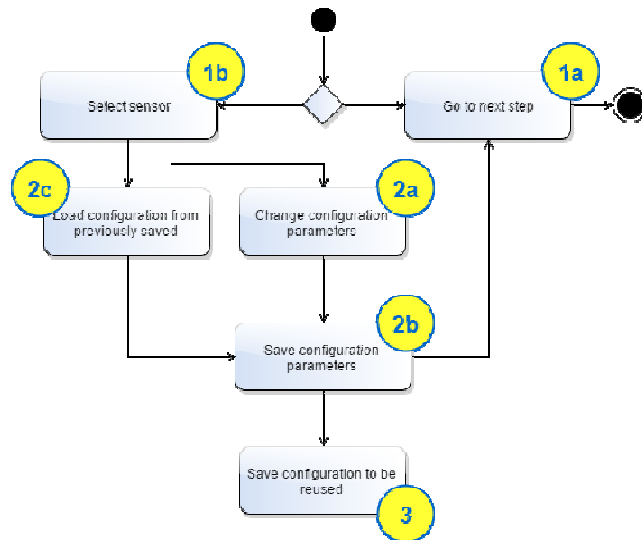 1b
1a
Select sensor
Go to next step
2c
2a
Load configuration from
previously saved
Change configuration
parameters
2b
Save configuration
parameters
Save configuration to be
reused
3